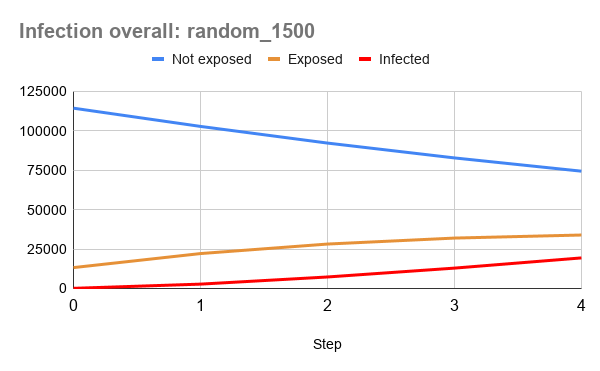 Infection overall: random_1500
Not exposed Exposed Infected
125000
100000
75000
50000
25000
0
0 1 2 3 4
Step